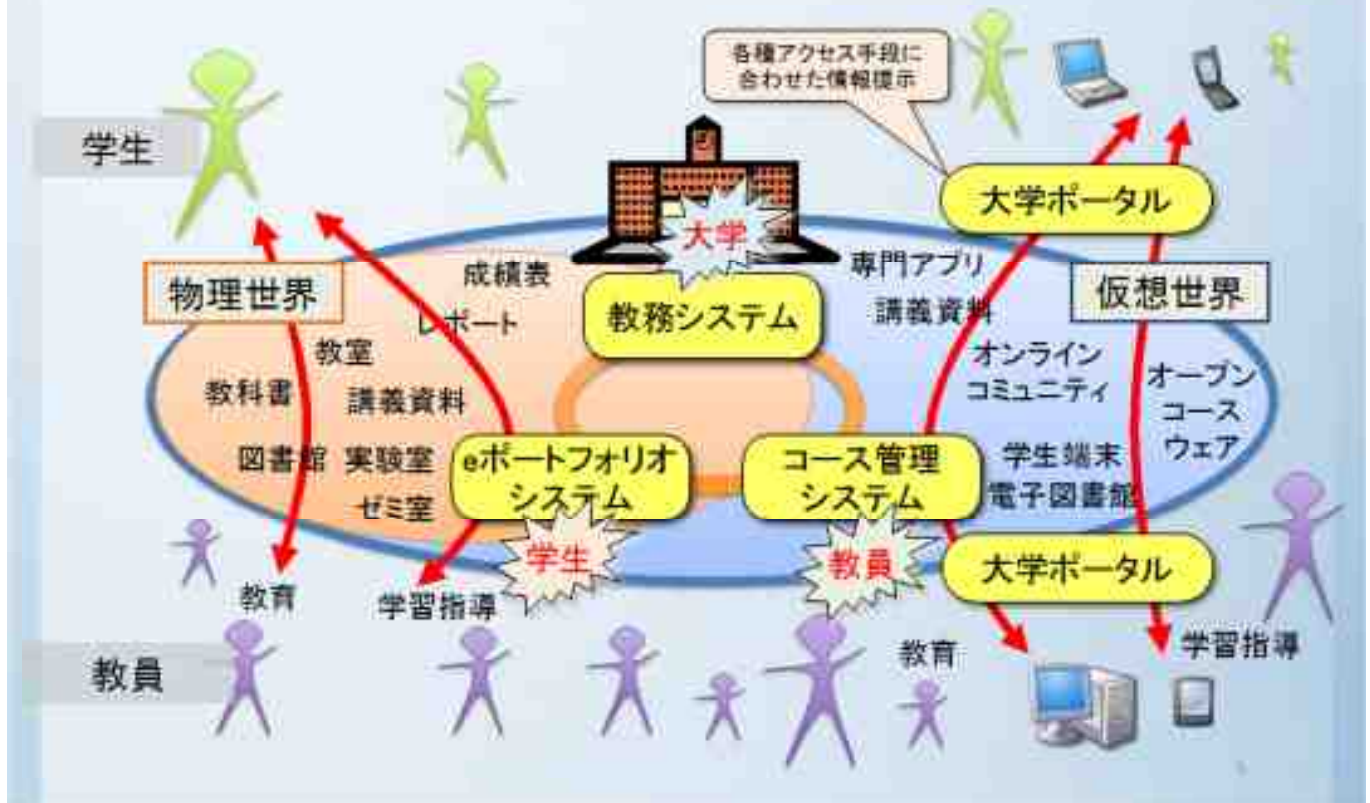 各種アクセス手段に
合わせた情報提示
学生
大学ポータル
大学
物理世界
成績表
専門アプリ
仮想世界
レポート
教務システム
講義資料
教室
オンライン
コミュニティ
オープン
コース
ウェア
教科書
講義資料
図書館 実験室
eポートフォリオ
システム
コース管理
システム
学生端末
電子図書館
ゼミ室
学生
教員
大学ポータル
教育
学習指導
教育
学習指導
教員